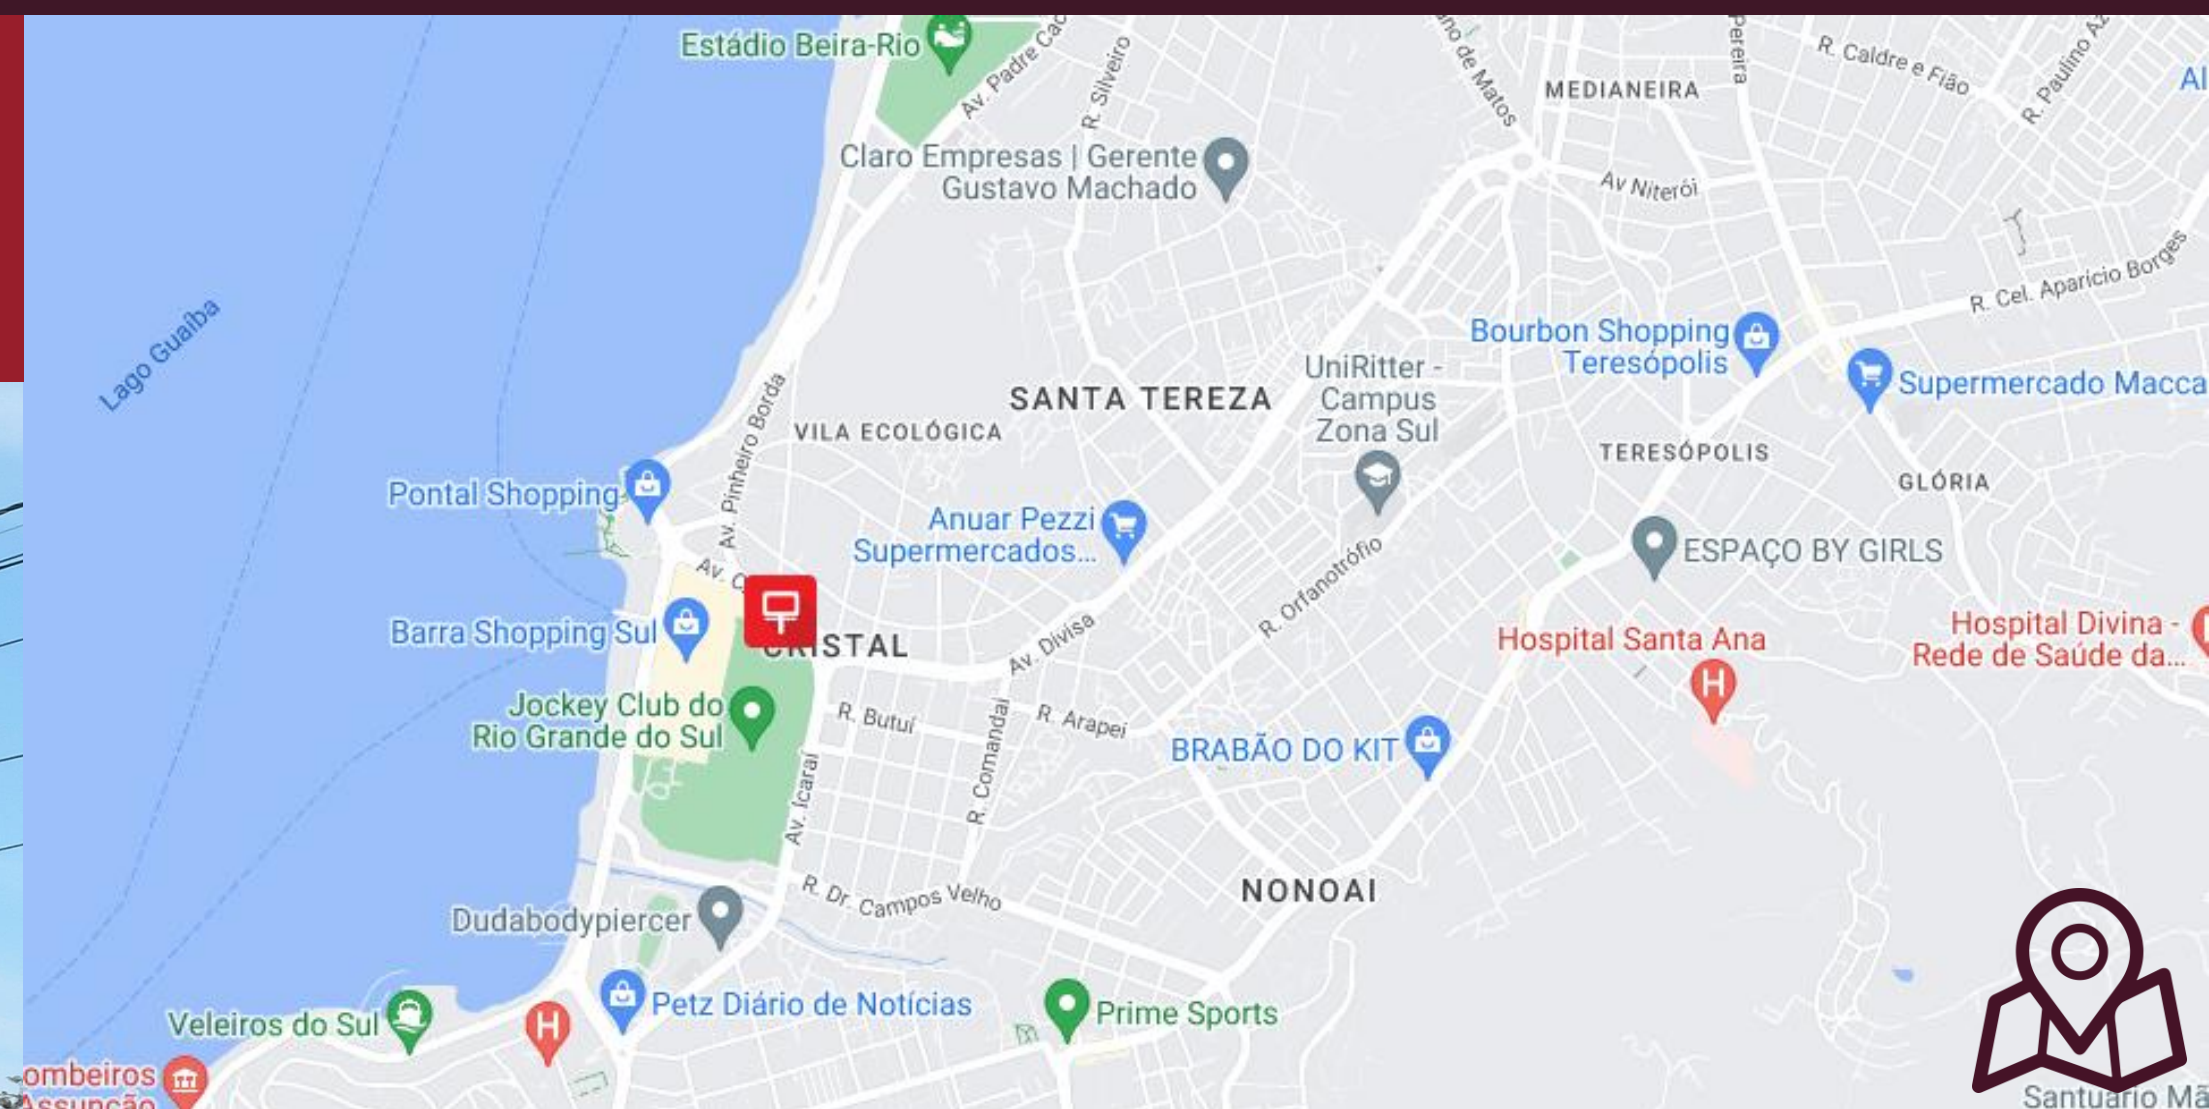 Estádio Beira-Rio
Av. Padre Cac
R. Silveiro
no de Matos
MEDIANEIRA
Pereira
R. Caldre e Fião
R. Paulino Az
Al
Claro Empresas | Gerente
Gustavo Machado
Av Niterói
R. Cel. Aparício Borges
Lago Guaíba
Bourbon Shopping
Teresópolis
UniRitter -
Campus
Zona Sul
Supermercado Macca
SANTA TEREZA
Av. Pinheiro Borda
VILA ECOLÓGICA
TERESÓPOLIS
GLÓRIA
Pontal Shopping
Anuar Pezzi
Supermercados...
ESPAÇO BY GIRLS
Av. C
R. Orfanotrófio
Barra Shopping Sul
CRISTAL
Av. Divisa
Hospital Santa Ana
Hospital Divina -
Rede de Saúde da...
H
Jockey Club do
Rio Grande do Sul
R. Butuí
R. Comandaí
R. Arapei
BRABÃO DO KIT
Av. Icaraí
R. Dr. Campos Velho
NONOAI
Dudabodypiercer
Petz Diário de Notícias
Prime Sports
Veleiros do Sul
H
ombeiros
Assunção
Santuário Mã